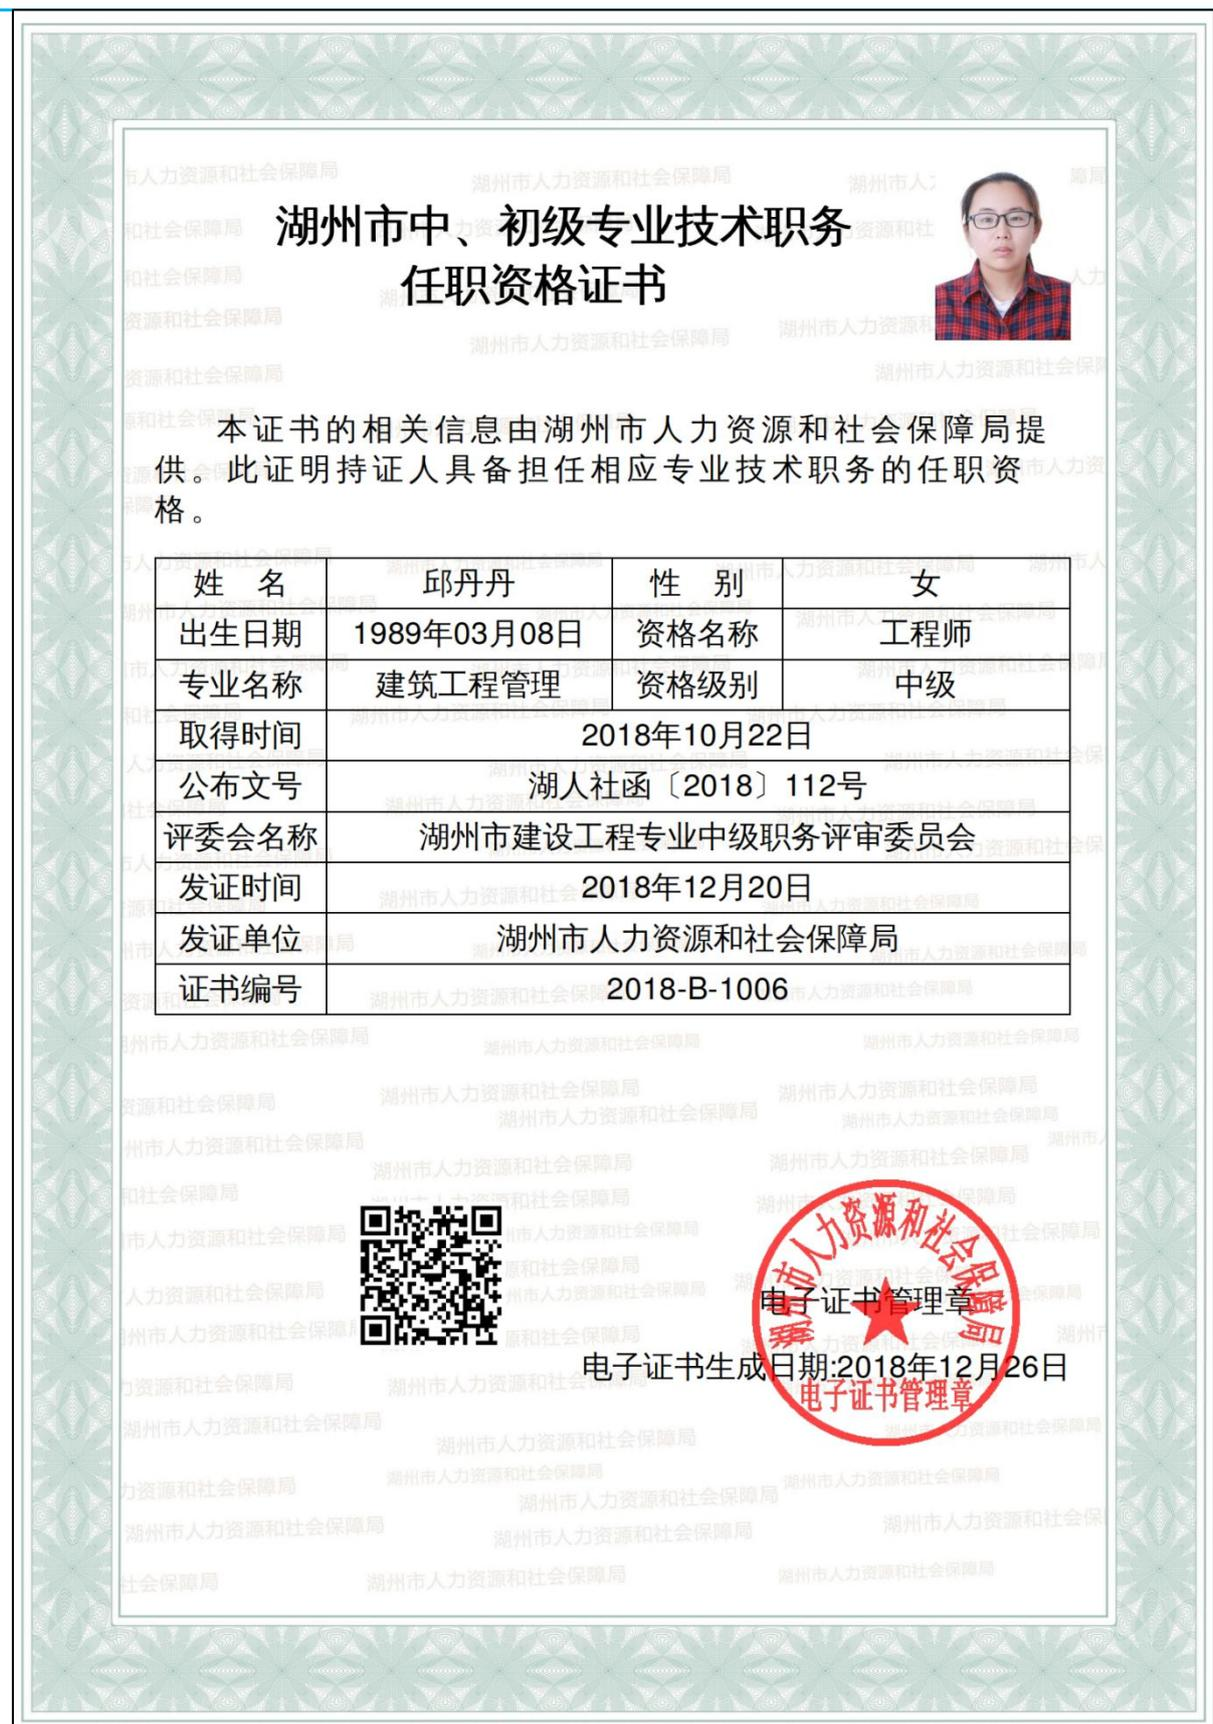 湖州市中、初级专业技术职务
任职资格证书
本证书的相关信息由湖州市人力资源和社会保障局提
供。此证明持证人具备担任相应专业技术职务的任职资
格。
姓 名 邱丹丹 性 别 女
出生日期 1989年03月08日 资格名称 工程师
专业名称 建筑工程管理 资格级别 中级
取得时间 2018年10月22日
公布文号 湖人社函〔2018〕112号
评委会名称 湖州市建设工程专业中级职务评审委员会
发证时间 2018年12月20日
发证单位 湖州市人力资源和社会保障局
证书编号 2018-B-1006
湖州市人力资源和社会保障局
电子证书管理章
电子证书生成日期:2018年12月26日
电子证书管理章